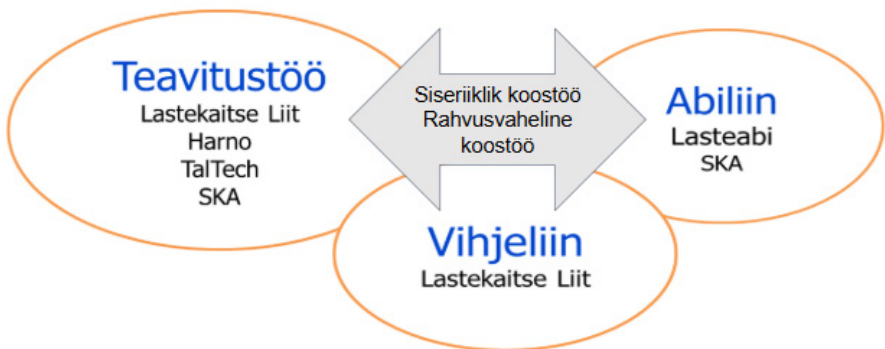 Teavitustöö
Lastekaitse Liit
Harno
TalTech
SKA
Siseriiklik koostöö
Rahvusvaheline
koostöö
Abiliin
Lasteabi
SKA
Vihjeliin
Lastekaitse Liit